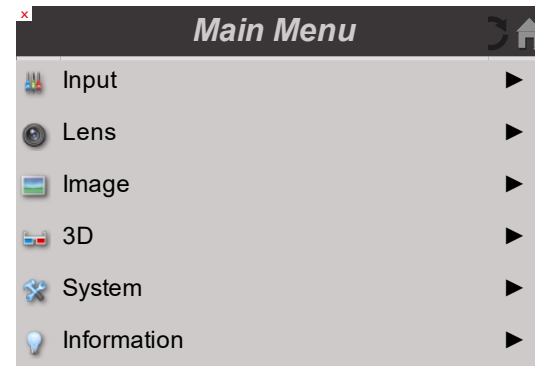 Main Menu
Input
Lens
Image
3D
System
Information